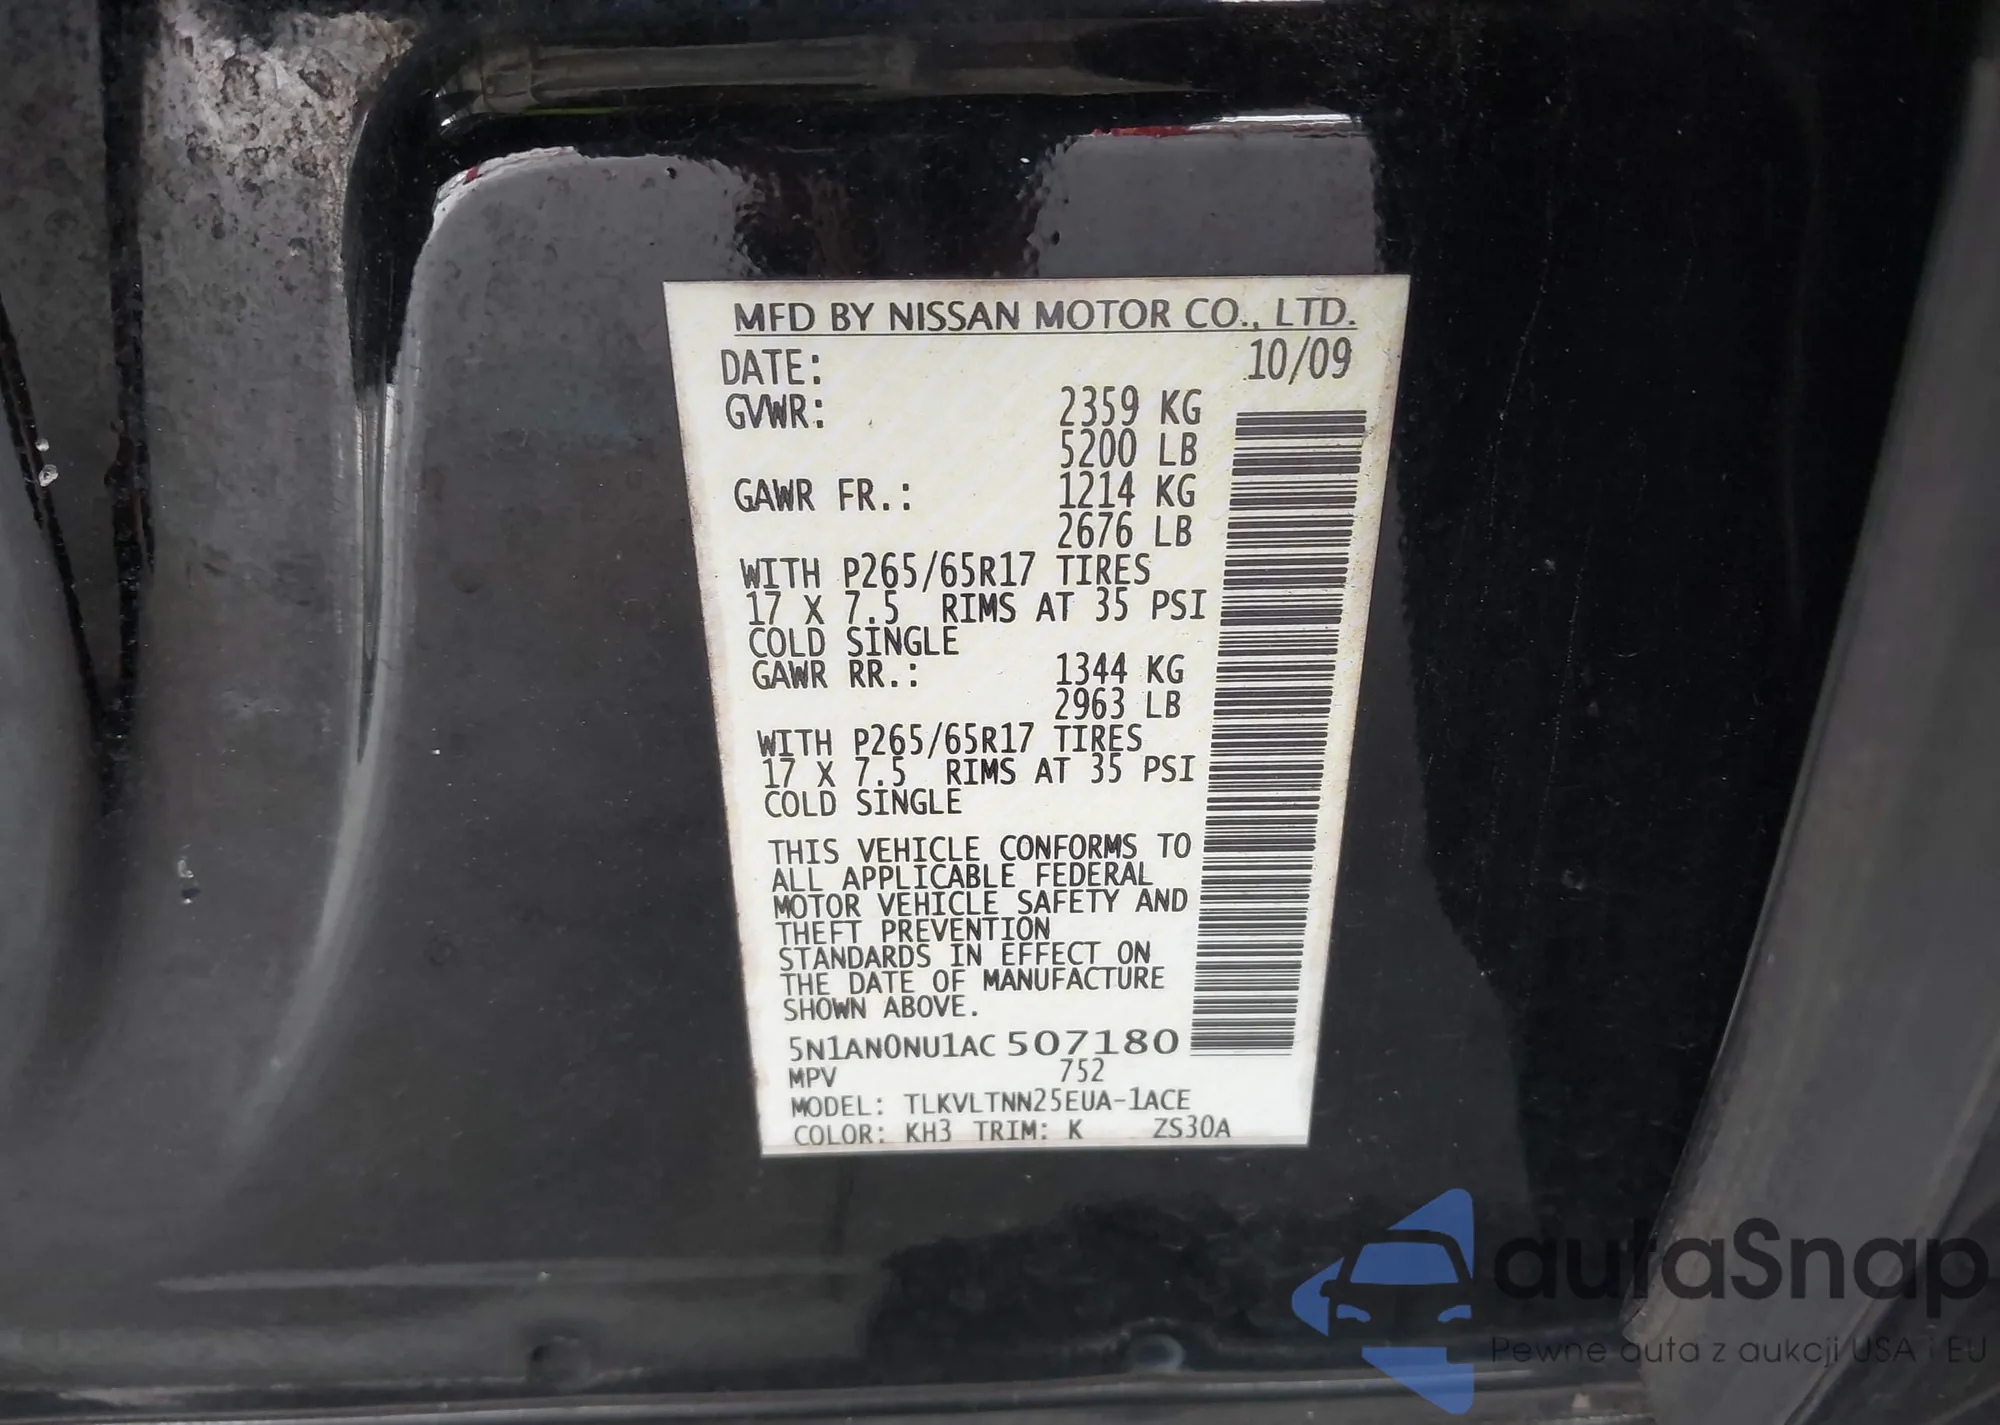 MFD BY NISSAN MOTOR CO., LTD.
DATE: 10/09
GVWR: 2359 KG
5200 LB
GAWR FR.: 1214 KG
2676 LB
WITH P265/65R17 TIRES
17 X 7.5 RIMS AT 35 PSI
COLD SINGLE
GAWR RR.: 1344 KG
2963 LB
WITH P265/65R17 TIRES
17 X 7.5 RIMS AT 35 PSI
COLD SINGLE
THIS VEHICLE CONFORMS TO
ALL APPLICABLE FEDERAL
MOTOR VEHICLE SAFETY AND
THEFT PREVENTION
STANDARDS IN EFFECT ON
THE DATE OF MANUFACTURE
SHOWN ABOVE.
5N1AN0NU1AC 507180
MPV 752
MODEL: TLKVLTNN25EUA-1ACE
COLOR: KH3 TRIM: K ZS30A
autaSnap
Pewne auta z aukcji USA i EU